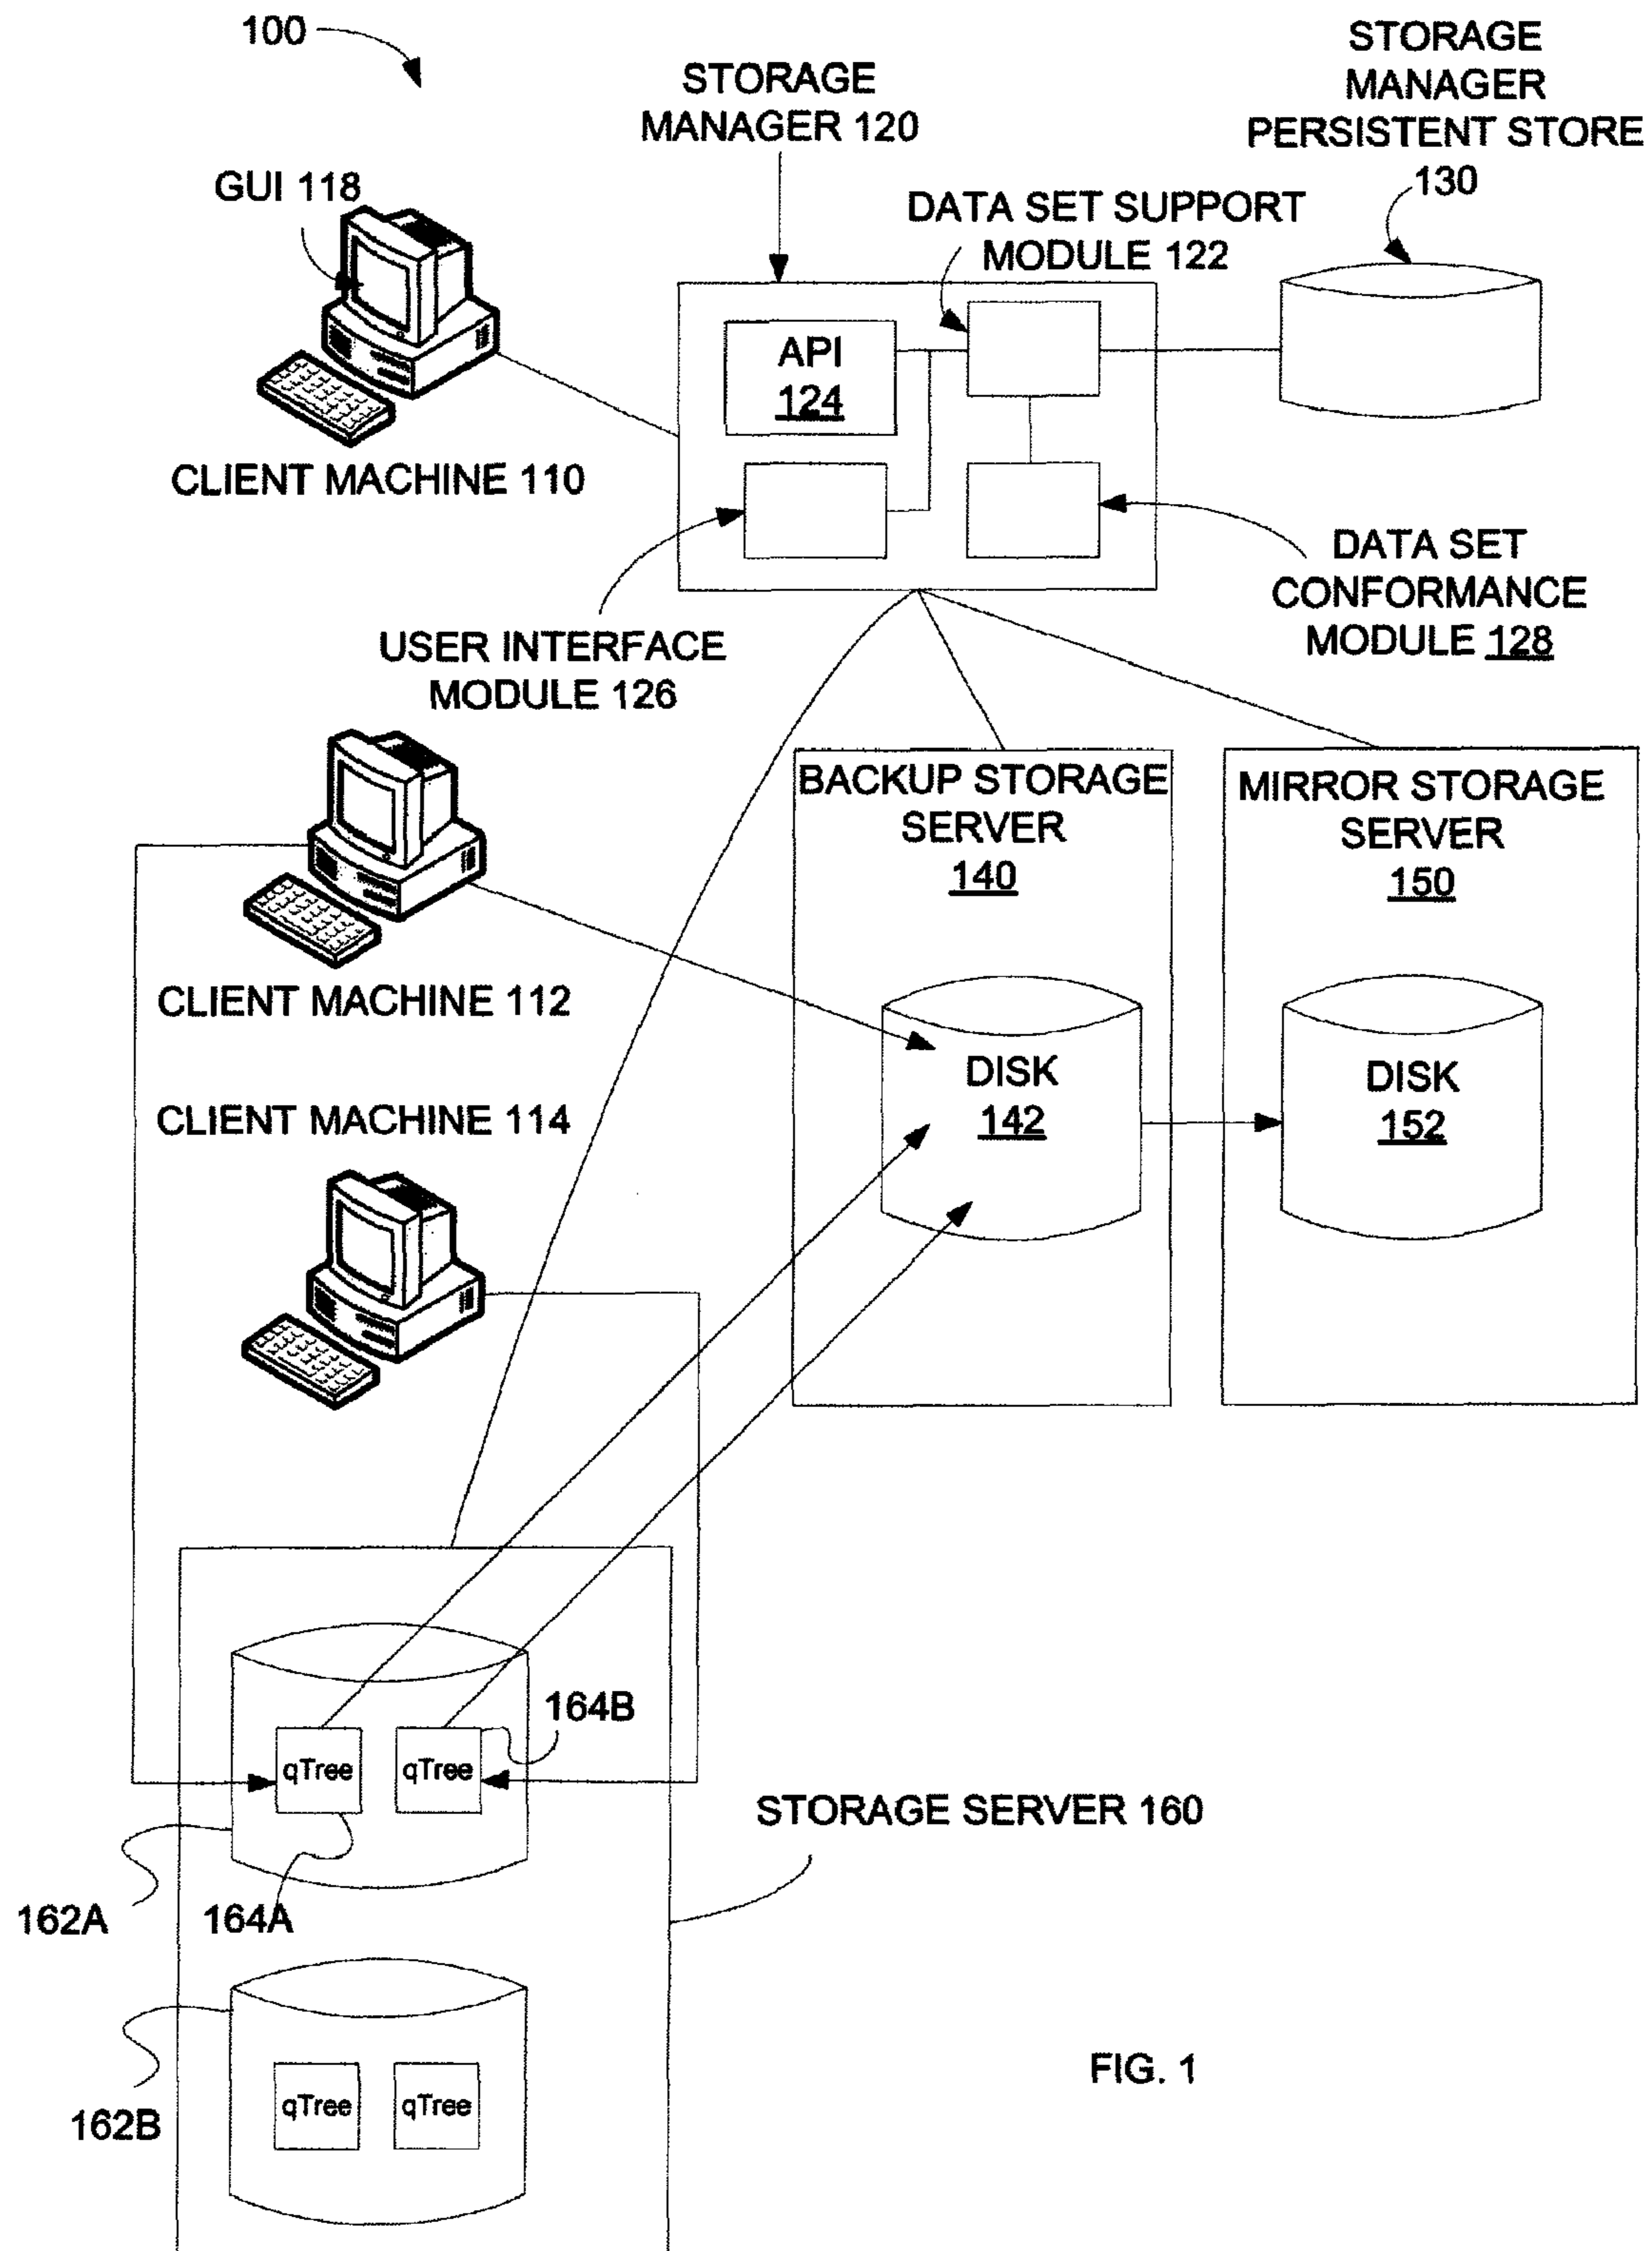 100
STORAGE
MANAGER 120
STORAGE
MANAGER
PERSISTENT STORE
130
GUI 118
DATA SET SUPPORT
MODULE 122
API
124
CLIENT MACHINE 110
DATA SET
CONFORMANCE
MODULE 128
USER INTERFACE
MODULE 126
BACKUP STORAGE
SERVER
140
MIRROR STORAGE
SERVER
150
CLIENT MACHINE 112
DISK
142
DISK
152
CLIENT MACHINE 114
164B
qTree
qTree
STORAGE SERVER 160
162A
164A
qTree
qTree
162B
FIG. 1